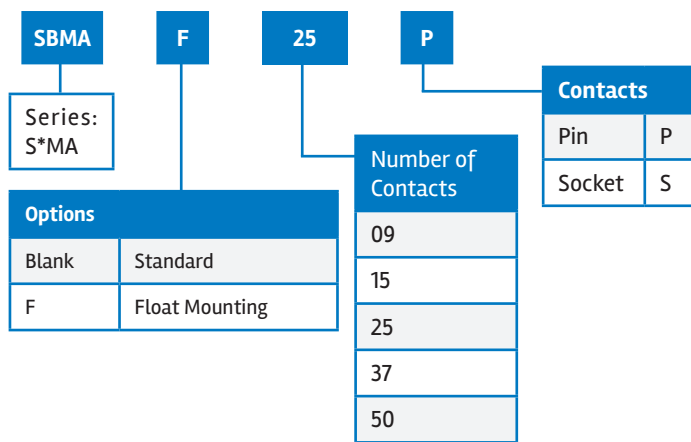 SBMA F 25 P
Series:
S*MA
Contacts
Pin P
Socket S
Number of
Contacts
09
15
25
37
50
Options
Blank Standard
F Float Mounting